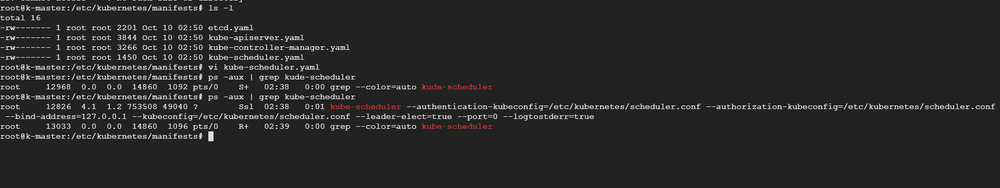 root@k-master:/etc/kubernetes/manifests# ls -l
total 16
-rw------- 1 root root 2201 Oct 10 02:50 etcd.yaml
-rw------- 1 root root 3844 Oct 10 02:50 kube-apiserver.yaml
-rw------- 1 root root 3266 Oct 10 02:50 kube-controller-manager.yaml
-rw------- 1 root root 1450 Oct 10 02:50 kube-scheduler.yaml
root@k-master:/etc/kubernetes/manifests# vi kube-scheduler.yaml
root@k-master:/etc/kubernetes/manifests# ps -aux | grep kude-scheduler
root     12968  0.0  0.0  14860  1092 pts/0    S+   02:38   0:00 grep --color=auto kude-scheduler
root@k-master:/etc/kubernetes/manifests# ps -aux | grep kube-scheduler
root     12826  4.1  1.2 753508 49040 ?        Ssl  02:38   0:01 kube-scheduler --authentication-kubeconfig=/etc/kubernetes/scheduler.conf --authorization-kubeconfig=/etc/kubernetes/scheduler.conf
 --bind-address=127.0.0.1 --kubeconfig=/etc/kubernetes/scheduler.conf --leader-elect=true --port=0 --logtostderr=true
root     13033  0.0  0.0  14860  1096 pts/0    R+   02:39   0:00 grep --color=auto kube-scheduler
root@k-master:/etc/kubernetes/manifests#